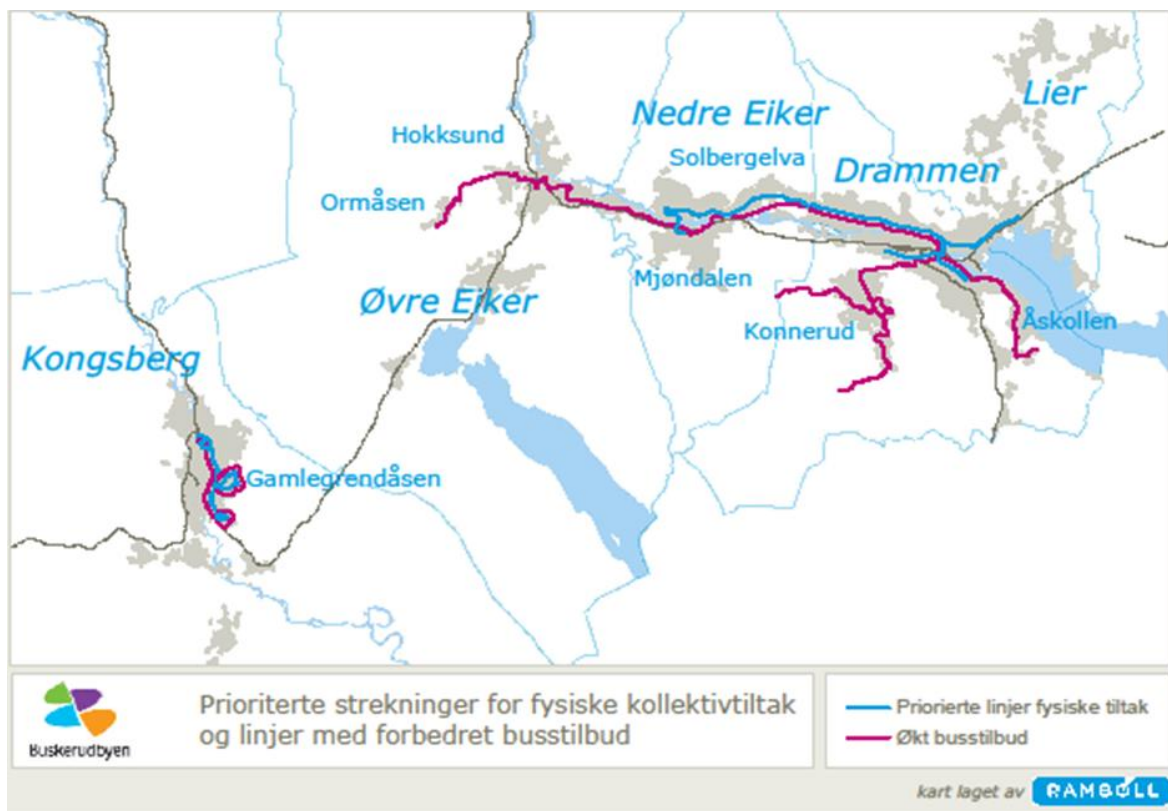 Lier
Nedre Eiker
Hokksund
Solbergelva
Drammen
Ormåsen
Mjøndalen
Øvre Eiker
Konnerud
Åskollen
Kongsberg
Gamlegrendåsen
Prioriterte strekninger for fysiske kollektivtiltak
og linjer med forbedret busstilbud
Priorierte linjer fysiske tiltak
Økt busstilbud
Buskerudbyen
kart laget av RAMBØLL